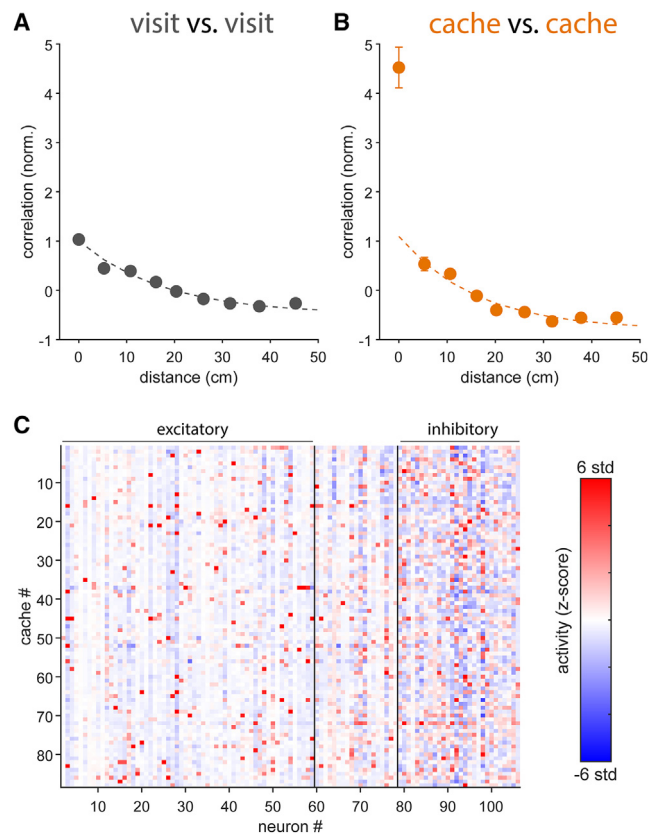 A
visit vs. visit
5
4
3
2
1
0
-1
correlation (norm.)
0 10 20 30 40 50
distance (cm)
B
cache vs. cache
5
4
3
2
1
0
-1
correlation (norm.)
0 10 20 30 40 50
distance (cm)
C
excitatory
inhibitory
10
20
30
40
50
60
70
80
cache #
10 20 30 40 50 60 70 80 90 100
neuron #
6 std
activity (z-score)
-6 std